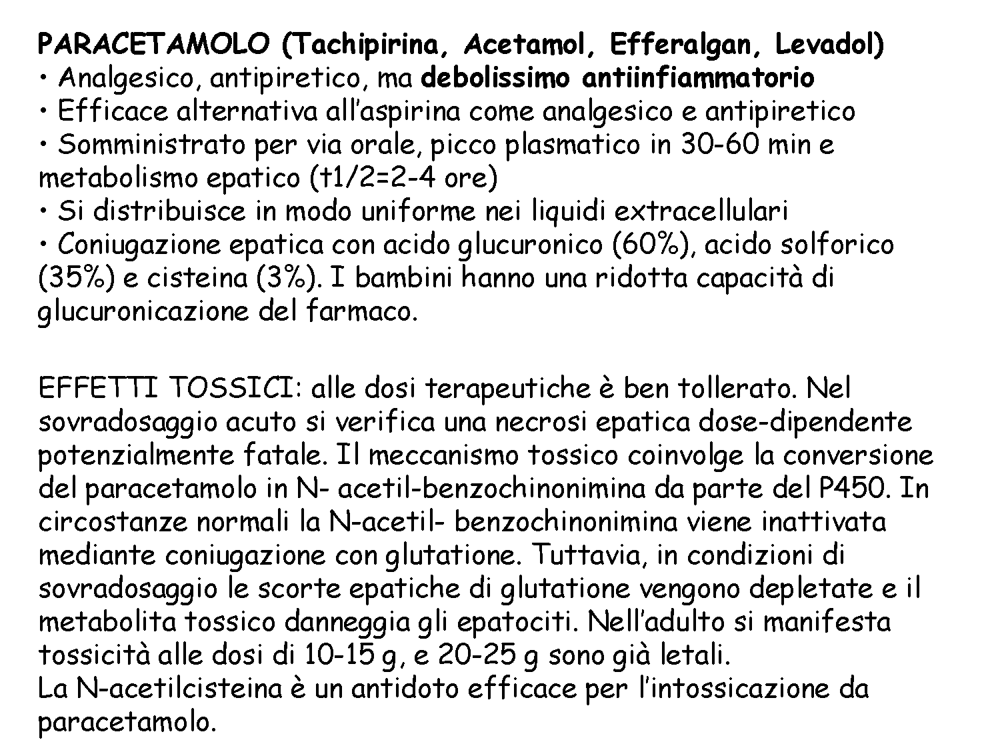 PARACETAMOLO (Tachipirina, Acetamol, Efferalgan, Levadol)
• Analgesico, antipiretico, ma debolissimo antiinfiammatorio
• Efficace alternativa all’aspirina come analgesico e antipiretico
• Somministrato per via orale, picco plasmatico in 30-60 min e
metabolismo epatico (t1/2=2-4 ore)
• Si distribuisce in modo uniforme nei liquidi extracellulari
• Coniugazione epatica con acido glucuronico (60%), acido solforico
(35%) e cisteina (3%). I bambini hanno una ridotta capacità di
glucuronicazione del farmaco.
EFFETTI TOSSICI: alle dosi terapeutiche è ben tollerato. Nel
sovradosaggio acuto si verifica una necrosi epatica dose-dipendente
potenzialmente fatale. Il meccanismo tossico coinvolge la conversione
del paracetamolo in N- acetil-benzochinonimina da parte del P450. In
circostanze normali la N-acetil- benzochinonimina viene inattivata
mediante coniugazione con glutatione. Tuttavia, in condizioni di
sovradosaggio le scorte epatiche di glutatione vengono depletate e il
metabolita tossico danneggia gli epatociti. Nell’adulto si manifesta
tossicità alle dosi di 10-15 g, e 20-25 g sono già letali.
La N-acetilcisteina è un antidoto efficace per l’intossicazione da
paracetamolo.